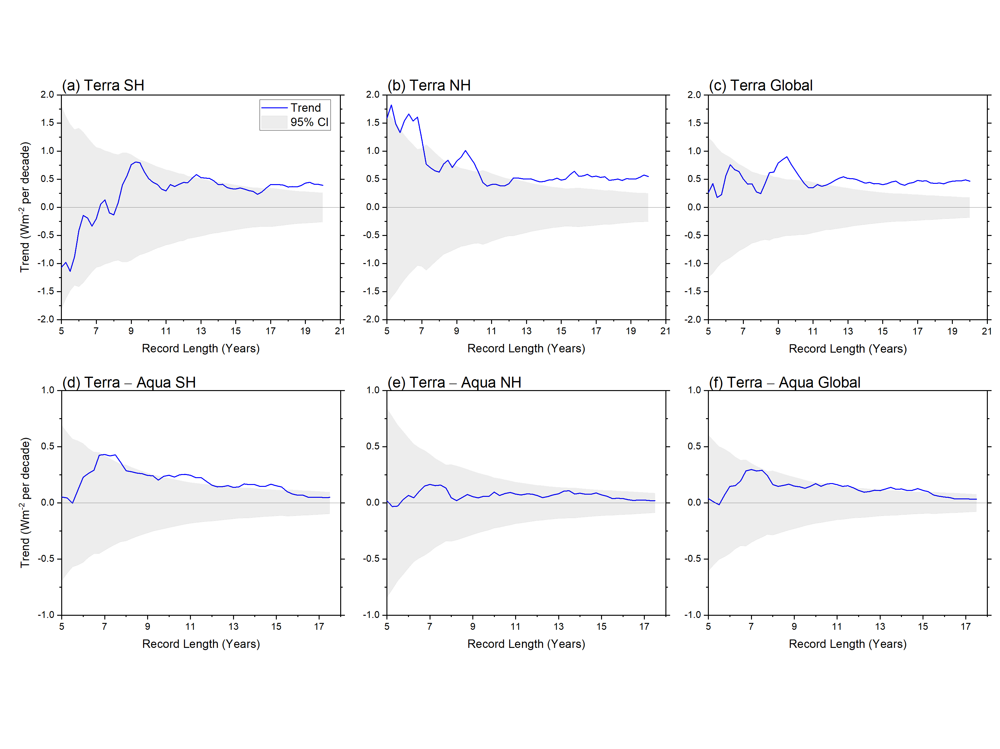 (a) Terra SH
(b) Terra NH
(c) Terra Global
Trend
95% CI
2.0
1.5
1.0
0.5
0.0
-0.5
-1.0
-1.5
-2.0
2.0
1.5
1.0
0.5
0.0
-0.5
-1.0
-1.5
-2.0
2.0
1.5
1.0
0.5
0.0
-0.5
-1.0
-1.5
-2.0
Trend (Wm-2 per decade)
5 7 9 11 13 15 17 19 21
5 7 9 11 13 15 17 19 21
5 7 9 11 13 15 17 19 21
Record Length (Years)
Record Length (Years)
Record Length (Years)
(d) Terra – Aqua SH
(e) Terra – Aqua NH
(f) Terra – Aqua Global
1.0
0.5
0.0
-0.5
-1.0
1.0
0.5
0.0
-0.5
-1.0
1.0
0.5
0.0
-0.5
-1.0
Trend (Wm-2 per decade)
5 7 9 11 13 15 17
5 7 9 11 13 15 17
5 7 9 11 13 15 17
Record Length (Years)
Record Length (Years)
Record Length (Years)